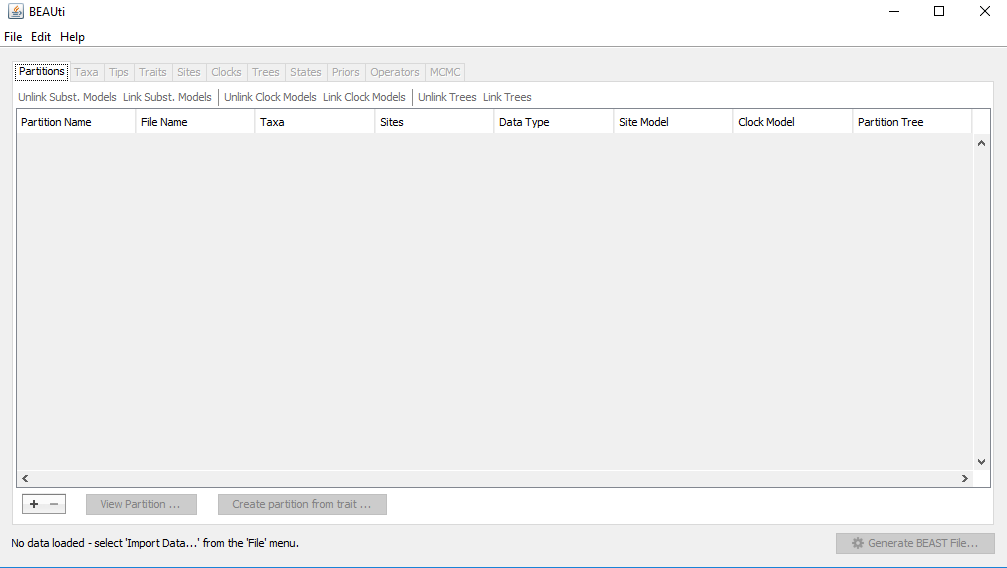 BEAUti
File Edit Help
Partitions Taxa Tips Traits Sites Clocks Trees States Priors Operators MCMC
Unlink Subst. Models Link Subst. Models Unlink Clock Models Link Clock Models Unlink Trees Link Trees
Partition Name File Name Taxa Sites Data Type Site Model Clock Model Partition Tree
+ − View Partition ... Create partition from trait ...
No data loaded - select 'Import Data...' from the 'File' menu. Generate BEAST File...